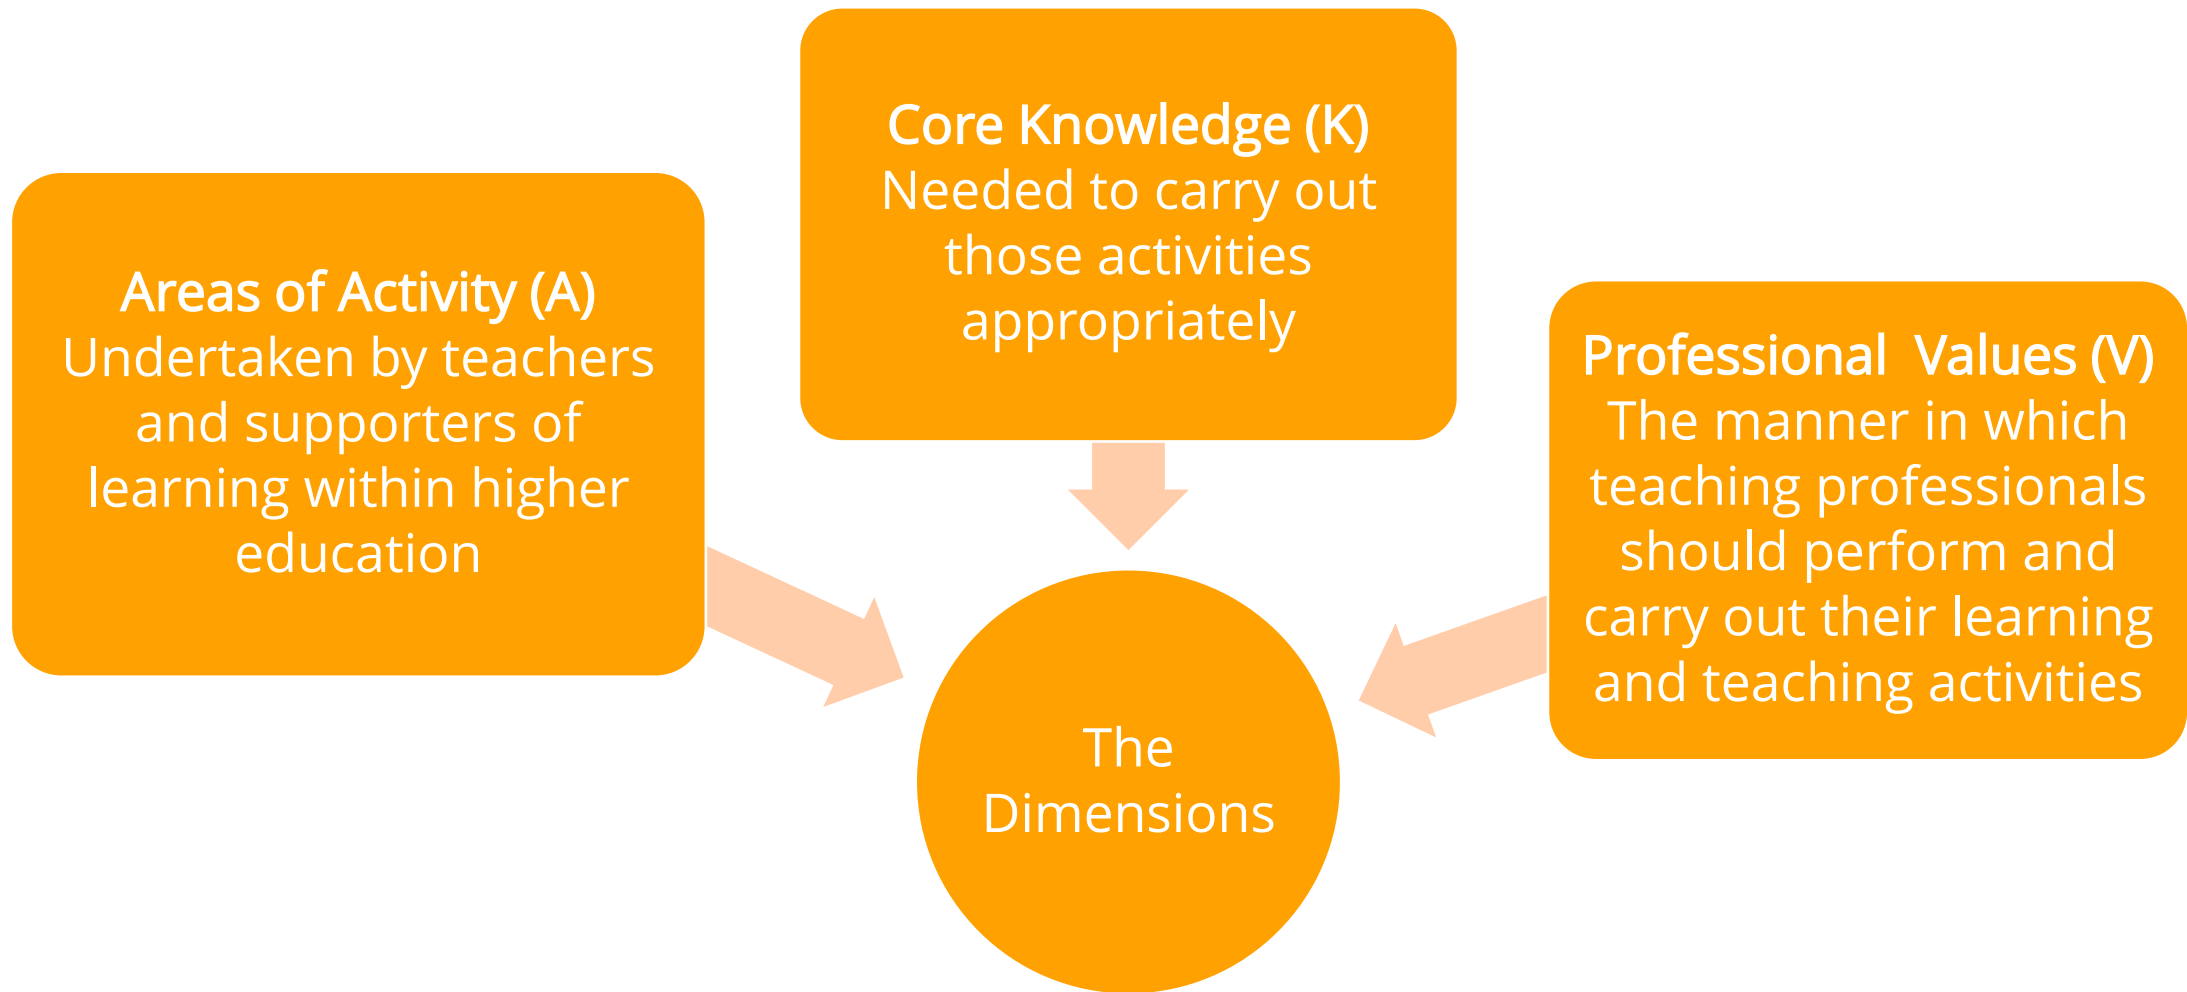 Areas of Activity (A)
Undertaken by teachers
and supporters of
learning within higher
education
Core Knowledge (K)
Needed to carry out
those activities
appropriately
Professional  Values (V)
The manner in which
teaching professionals
should perform and
carry out their learning
and teaching activities
The
Dimensions